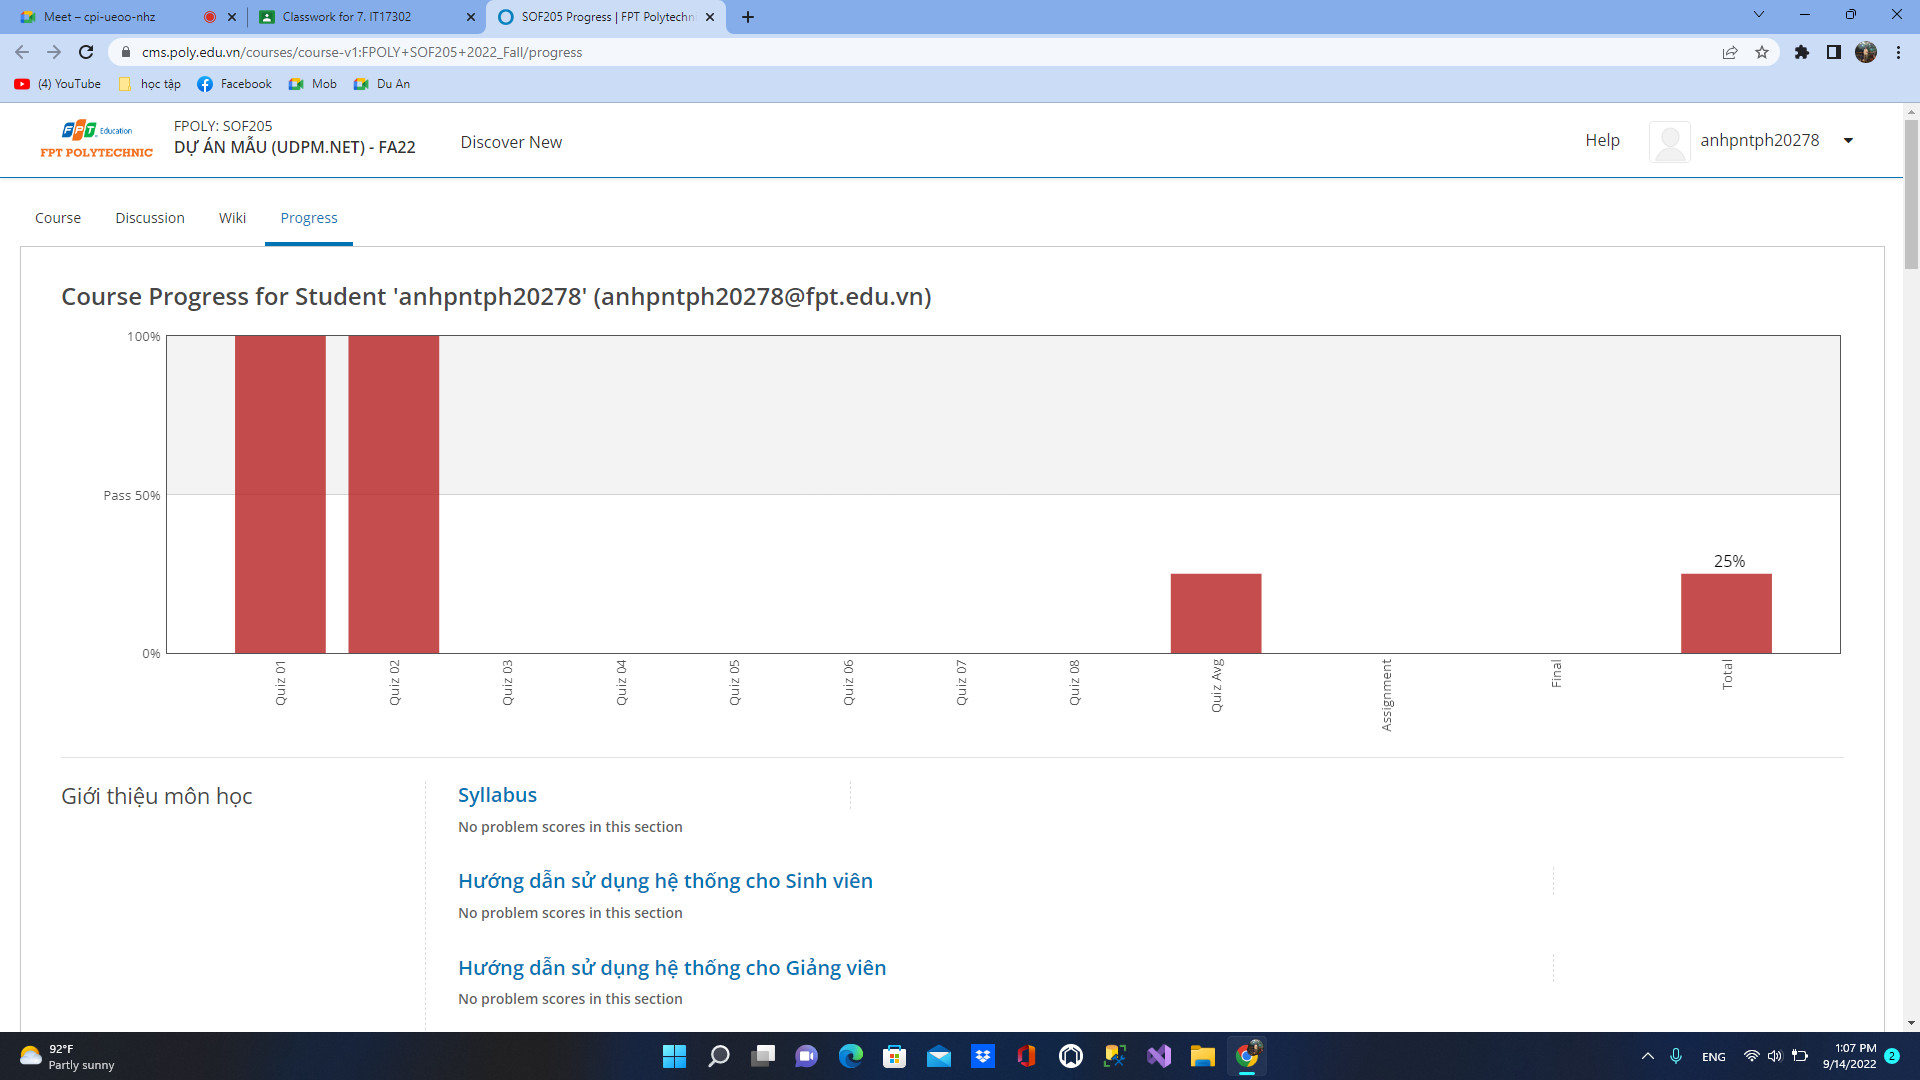 Meet – cpi-ueoo-nhz
Classwork for 7. IT17302
SOF205 Progress | FPT Polytechni
cms.poly.edu.vn/courses/course-v1:FPOLY+SOF205+2022_Fall/progress
(4) YouTube
học tập
Facebook
Mob
Du An
FPT Education
FPT POLYTECHNIC
FPOLY: SOF205
DỰ ÁN MẪU (UDPM.NET) - FA22
Discover New
Help
anhpntph20278
Course
Discussion
Wiki
Progress
Course Progress for Student 'anhpntph20278' (anhpntph20278@fpt.edu.vn)
100%
Pass 50%
0%
25%
Quiz 01
Quiz 02
Quiz 03
Quiz 04
Quiz 05
Quiz 06
Quiz 07
Quiz 08
Quiz Avg
Assignment
Final
Total
Giới thiệu môn học
Syllabus
No problem scores in this section
Hướng dẫn sử dụng hệ thống cho Sinh viên
No problem scores in this section
Hướng dẫn sử dụng hệ thống cho Giảng viên
No problem scores in this section
92°F
Partly sunny
ENG
1:07 PM
9/14/2022
2